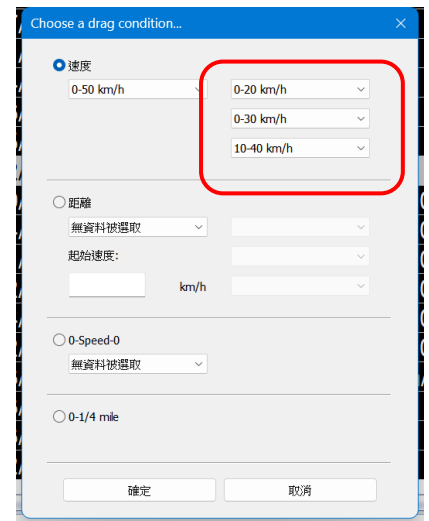 Choose a drag condition...
速度
0-50 km/h 0-20 km/h
0-30 km/h
10-40 km/h
距離
無資料被選取
起始速度:
km/h
0-Speed-0
無資料被選取
0-1/4 mile
確定 取消